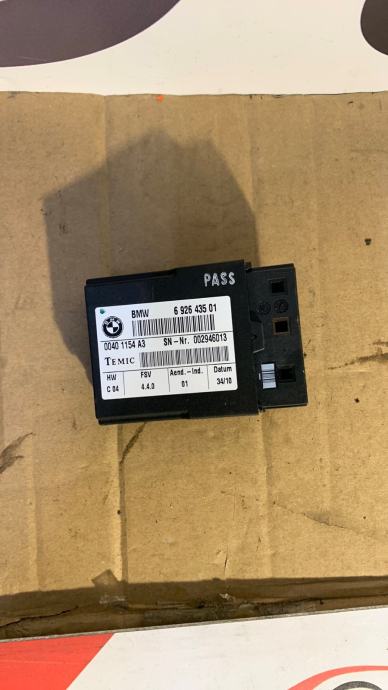 PASS
BMW 6 926 435 01
0040 1154 A3 SN-Nr. 002946013
TEMIC
HW FSV Aend.-Ind. Datum
C 04 4.4.0 01 34/10